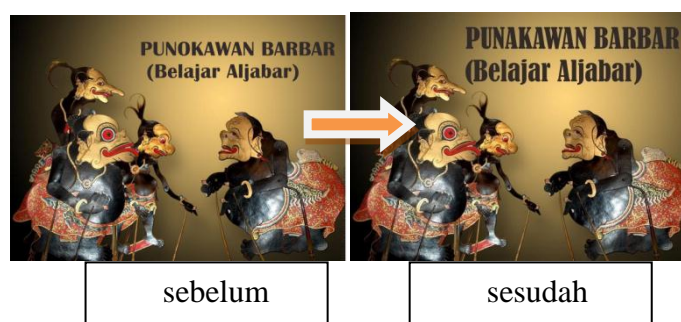 PUNOKAWAN BARBAR
(Belajar Aljabar)
PUNAKAWAN BARBAR
(Belajar Aljabar)
sebelum
sesudah